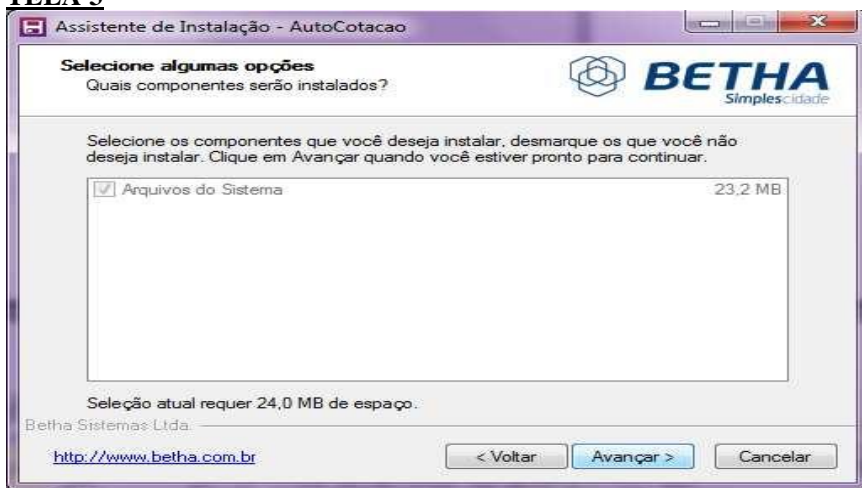 TELA 3
Assistente de Instalação - AutoCotacao
Selecione algumas opções
Quais componentes serão instalados?
BETHA
Simplescidade
Selecione os componentes que você deseja instalar, desmarque os que você não
deseja instalar. Clique em Avançar quando você estiver pronto para continuar.
Arquivos do Sistema 23,2 MB
Seleção atual requer 24,0 MB de espaço.
Betha Sistemas Ltda.
http://www.betha.com.br < Voltar Avançar > Cancelar